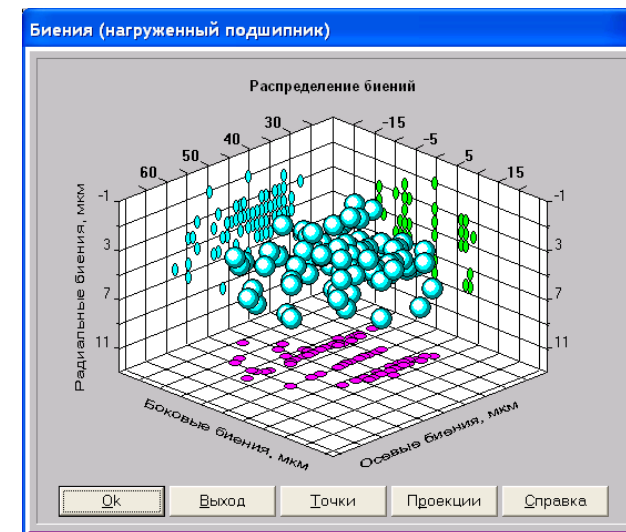 Биения (нагруженный подшипник)
Распределение биений
60 50 40 30 -15 -5 5 15
-1 3 7 11
-1 3 7 11
Радиальные биения, мкм
Боковые биения, мкм
Осевые биения, мкм
Ok Выход Точки Проекции Справка